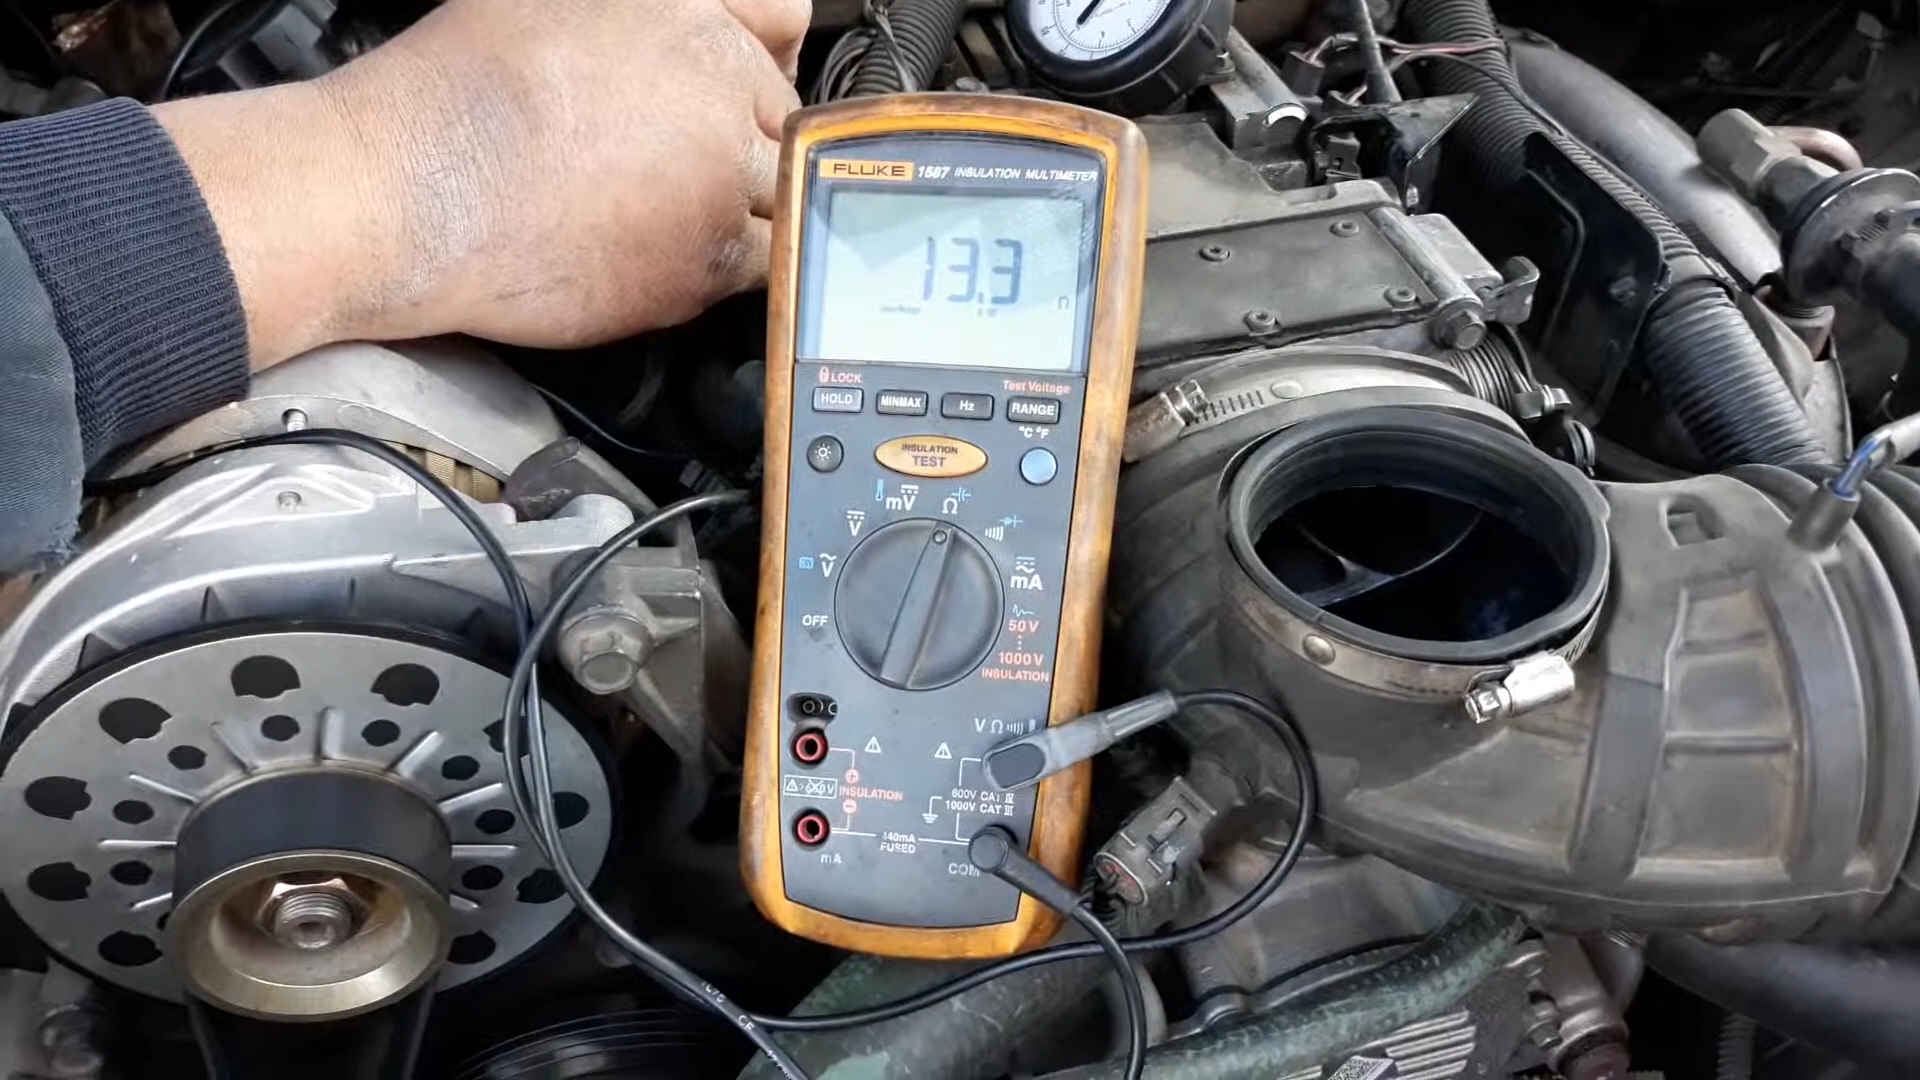 FLUKE 1587 INSULATION MULTIMETER
13.3
LOCK
Test Voltage
HOLD
MINMAX
Hz
RANGE
°C °F
INSULATION
TEST
mV
Ω
V
V
mA
OFF
50 V
1000 V
INSULATION
V Ω
INSULATION
600V CAT IV
1000V CAT III
440mA
FUSED
mA
COM